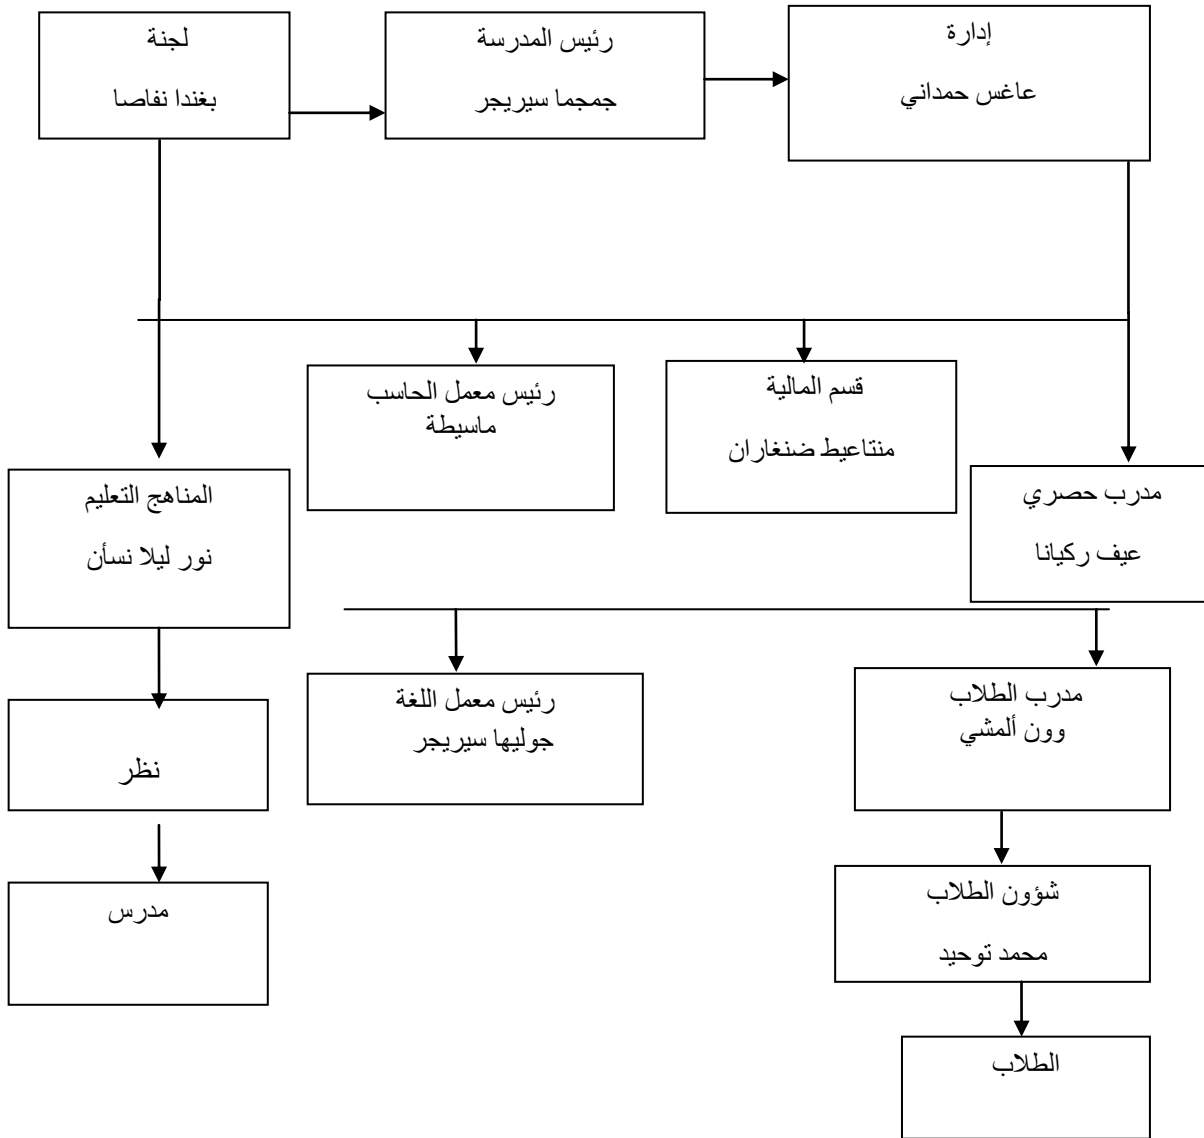 لجنة
بغندا نفاصا
رئيس المدرسة
جمجما سيريجر
إدارة
عاغس حمداني
رئيس معمل الحاسب
ماسيطة
قسم المالية
منتاعيط ضنغاران
المناهج التعليم
نور ليلا نسأن
مدرب حصري
عيف ركيانا
رئيس معمل اللغة
جوليها سيريجر
مدرب الطلاب
وون ألمشي
نظر
مدرس
شؤون الطلاب
محمد توحيد
الطلاب